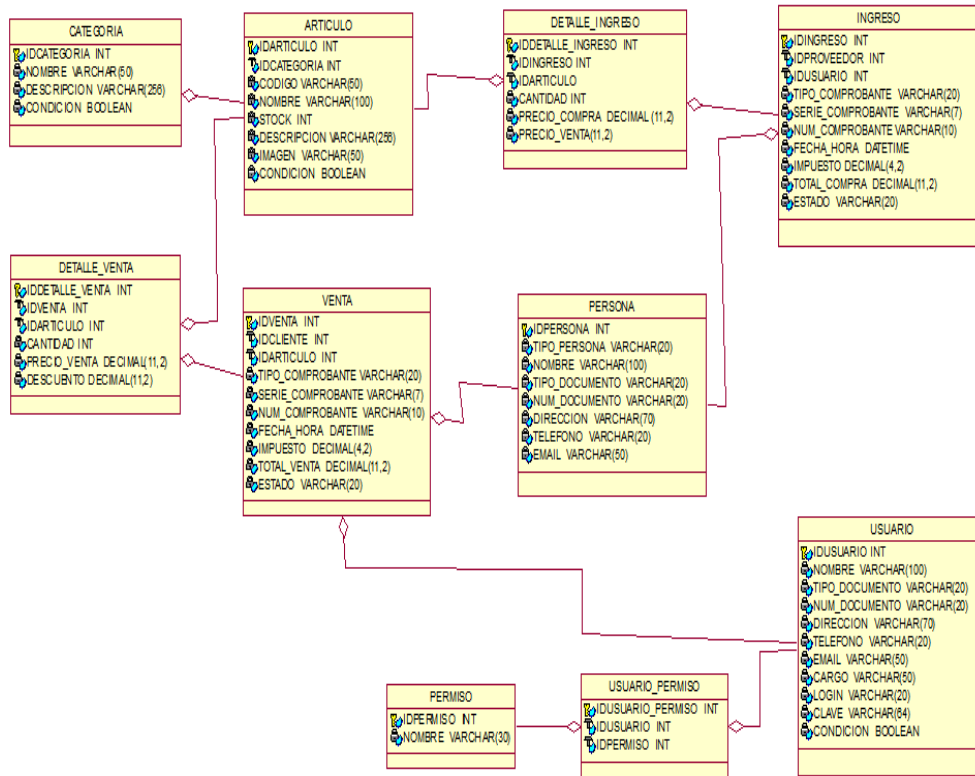 CATEGORIA
IDCATEGORIA INT
NOMBRE VARCHAR(50)
DESCRIPCION VARCHAR(256)
CONDICION BOOLEAN
ARTICULO
IDARTICULO INT
IDCATEGORIA INT
CODIGO VARCHAR(50)
NOMBRE VARCHAR(100)
STOCK INT
DESCRIPCION VARCHAR(256)
IMAGEN VARCHAR(50)
CONDICION BOOLEAN
DETALLE_INGRESO
IDDETALLE_INGRESO INT
IDINGRESO INT
IDARTICULO
CANTIDAD INT
PRECIO_COMPRA DECIMAL (11,2)
PRECIO_VENTA(11,2)
INGRESO
IDINGRESO INT
IDPROVEEDOR INT
IDUSUARIO INT
TIPO_COMPROBANTE VARCHAR(20)
SERIE_COMPROBANTE VARCHAR(7)
NUM_COMPROBANTE VARCHAR(10)
FECHA_HORA DATETIME
IMPUESTO DECIMAL(4,2)
TOTAL_COMPRA DECIMAL(11,2)
ESTADO VARCHAR(20)
DETALLE_VENTA
IDDETALLE_VENTA INT
IDVENTA INT
IDARTICULO INT
CANTIDAD INT
PRECIO_VENTA DECIMAL(11,2)
DESCUENTO DECIMAL(11,2)
VENTA
IDVENTA INT
IDCLIENTE INT
IDARTICULO INT
TIPO_COMPROBANTE VARCHAR(20)
SERIE_COMPROBANTE VARCHAR(7)
NUM_COMPROBANTE VARCHAR(10)
FECHA_HORA DATETIME
IMPUESTO DECIMAL(4,2)
TOTAL_VENTA DECIMAL(11,2)
ESTADO VARCHAR(20)
PERSONA
IDPERSONA INT
TIPO_PERSONA VARCHAR(20)
NOMBRE VARCHAR(100)
TIPO_DOCUMENTO VARCHAR(20)
NUM_DOCUMENTO VARCHAR(20)
DIRECCION VARCHAR(70)
TELEFONO VARCHAR(20)
EMAIL VARCHAR(50)
USUARIO
IDUSUARIO INT
NOMBRE VARCHAR(100)
TIPO_DOCUMENTO VARCHAR(20)
NUM_DOCUMENTO VARCHAR(20)
DIRECCION VARCHAR(70)
TELEFONO VARCHAR(20)
EMAIL VARCHAR(50)
CARGO VARCHAR(50)
LOGIN VARCHAR(20)
CLAVE VARCHAR(64)
CONDICION BOOLEAN
PERMISO
IDPERMISO INT
NOMBRE VARCHAR(30)
USUARIO_PERMISO
IDUSUARIO_PERMISO INT
IDUSUARIO INT
IDPERMISO INT